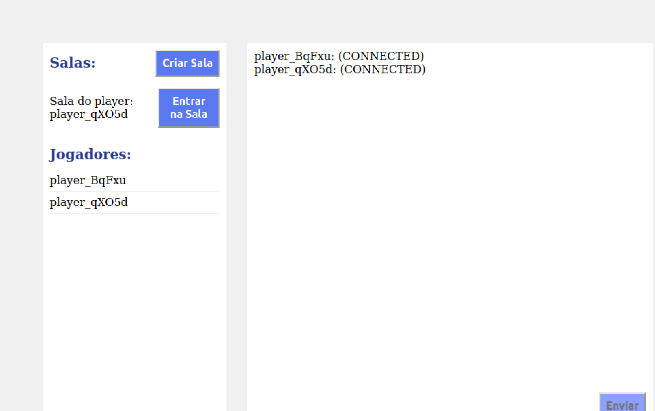 Salas:
Criar Sala
Sala do player:
player_qXO5d
Entrar
na Sala
Jogadores:
player_BqFxu
player_qXO5d
player_BqFxu: (CONNECTED)
player_qXO5d: (CONNECTED)
Enviar